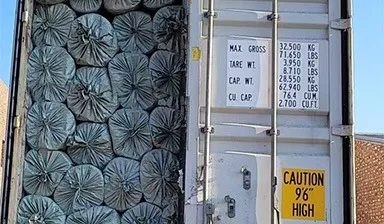 MAX. GROSS 32.500 KG
71.650 LBS
TARE WT. 3.950 KG
8.710 LBS
CAP. WT. 28.550 KG
62.940 LBS
CU. CAP. 76.4 CU.M.
2.700 CU.FT.
CAUTION
9'6"
HIGH